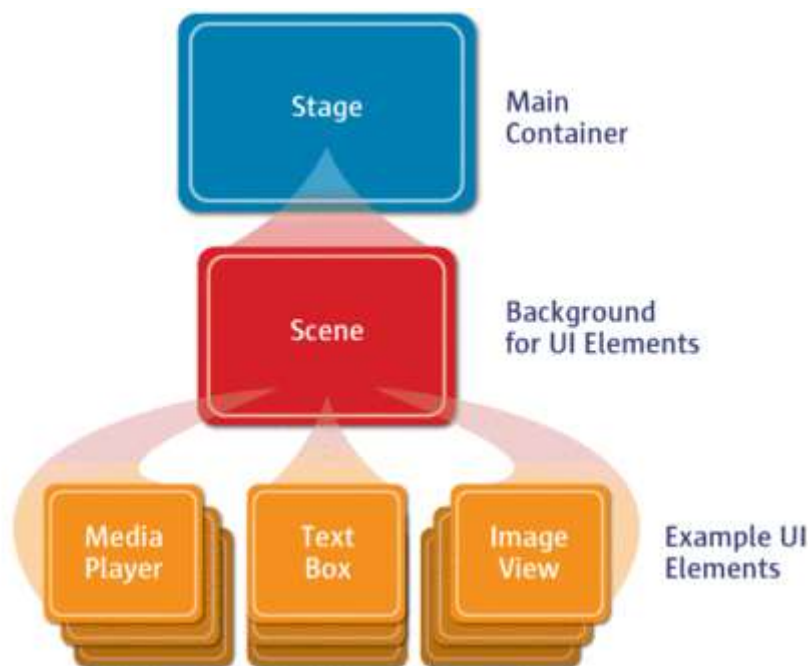 Stage
Main
Container
Scene
Background
for UI Elements
Media
Player
Text
Box
Image
View
Example UI
Elements